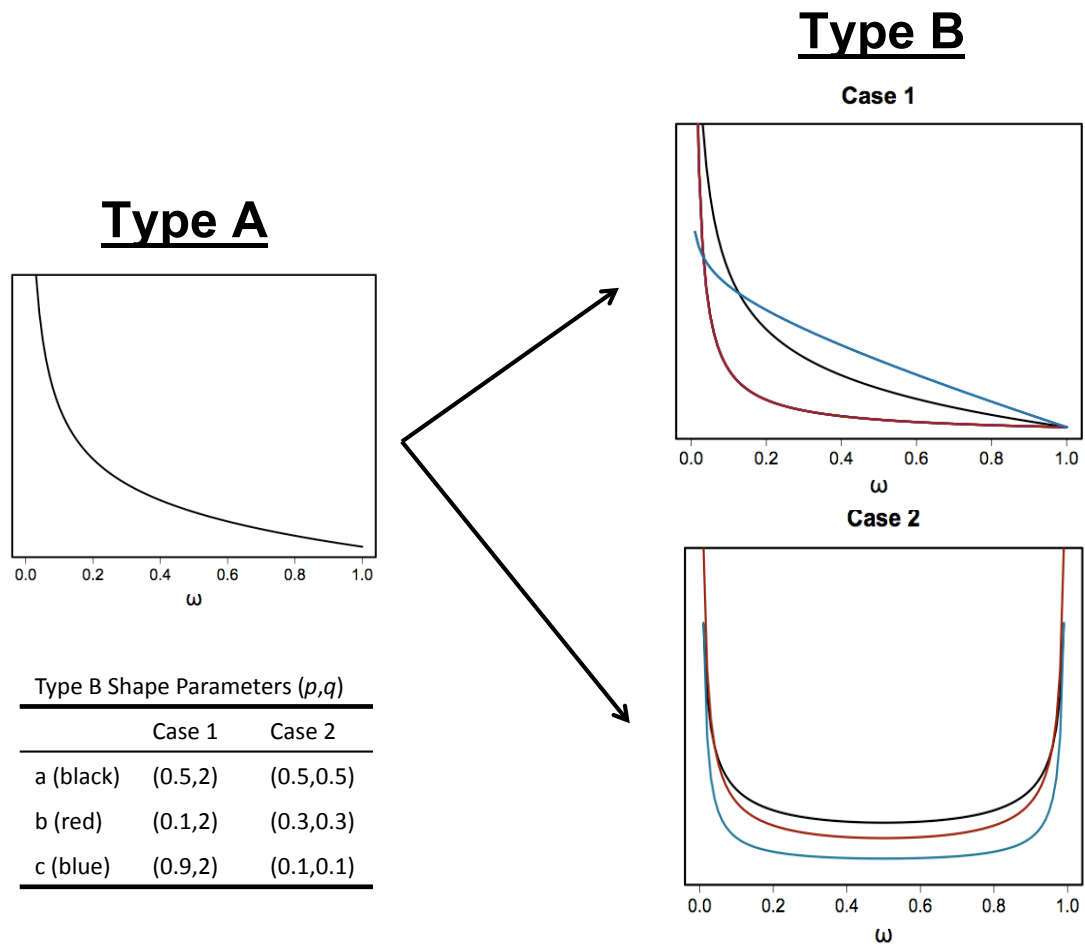 Type A
0.0 0.2 0.4 0.6 0.8 1.0
ω
Type B Shape Parameters (p,q)
Case 1 Case 2
a (black) (0.5,2) (0.5,0.5)
b (red) (0.1,2) (0.3,0.3)
c (blue) (0.9,2) (0.1,0.1)
Type B
Case 1
0.0 0.2 0.4 0.6 0.8 1.0
ω
Case 2
0.0 0.2 0.4 0.6 0.8 1.0
ω